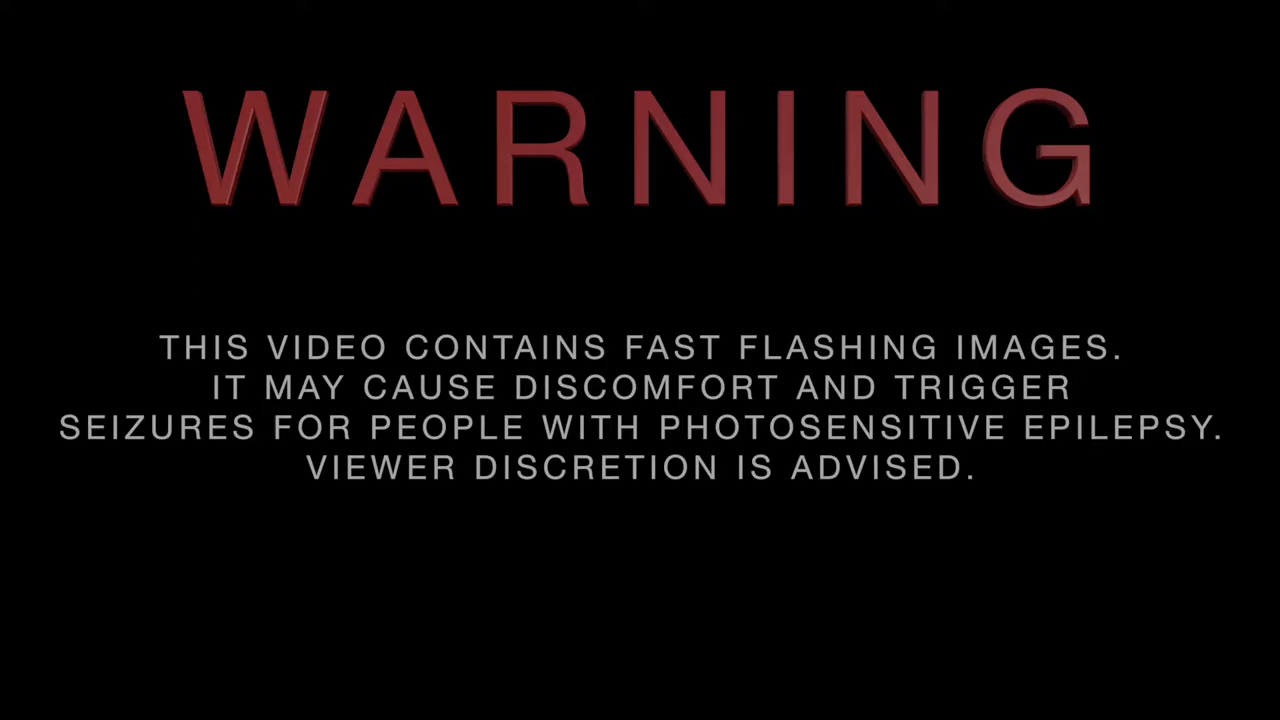 WARNING
THIS VIDEO CONTAINS FAST FLASHING IMAGES.
IT MAY CAUSE DISCOMFORT AND TRIGGER
SEIZURES FOR PEOPLE WITH PHOTOSENSITIVE EPILEPSY.
VIEWER DISCRETION IS ADVISED.